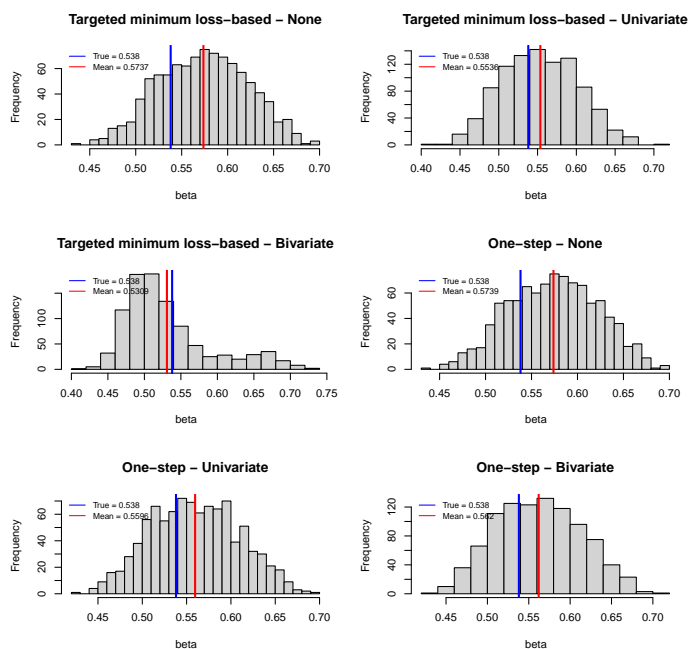 Targeted minimum loss−based − None
True = 0.538
Mean = 0.5737
Frequency
0 20 40 60
0.45 0.50 0.55 0.60 0.65 0.70
beta
Targeted minimum loss−based − Univariate
True = 0.538
Mean = 0.5536
Frequency
0 40 80 140
0.40 0.45 0.50 0.55 0.60 0.65 0.70
beta
Targeted minimum loss−based − Bivariate
True = 0.538
Mean = 0.5309
Frequency
0 50 100
0.40 0.45 0.50 0.55 0.60 0.65 0.70 0.75
beta
One−step − None
True = 0.538
Mean = 0.5739
Frequency
0 20 40 60
0.45 0.50 0.55 0.60 0.65 0.70
beta
One−step − Univariate
True = 0.538
Mean = 0.5596
Frequency
0 20 40 60
0.45 0.50 0.55 0.60 0.65 0.70
beta
One−step − Bivariate
True = 0.538
Mean = 0.562
Frequency
0 40 80 120
0.45 0.50 0.55 0.60 0.65 0.70
beta